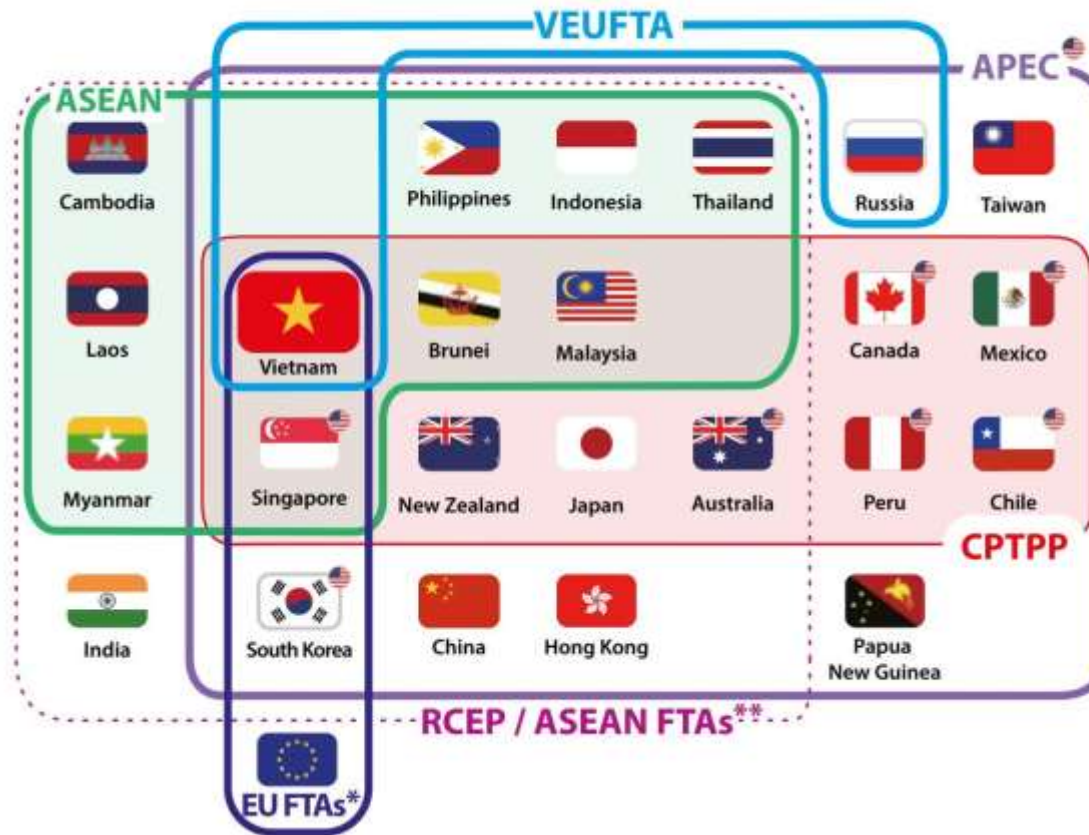 VEUFTA
APEC
ASEAN
Cambodia
Philippines
Indonesia
Thailand
Russia
Taiwan
Laos
Vietnam
Brunei
Malaysia
Canada
Mexico
Myanmar
Singapore
New Zealand
Japan
Australia
Peru
Chile
CPTPP
India
South Korea
China
Hong Kong
Papua
New Guinea
RCEP / ASEAN FTAs**
EU FTAs*